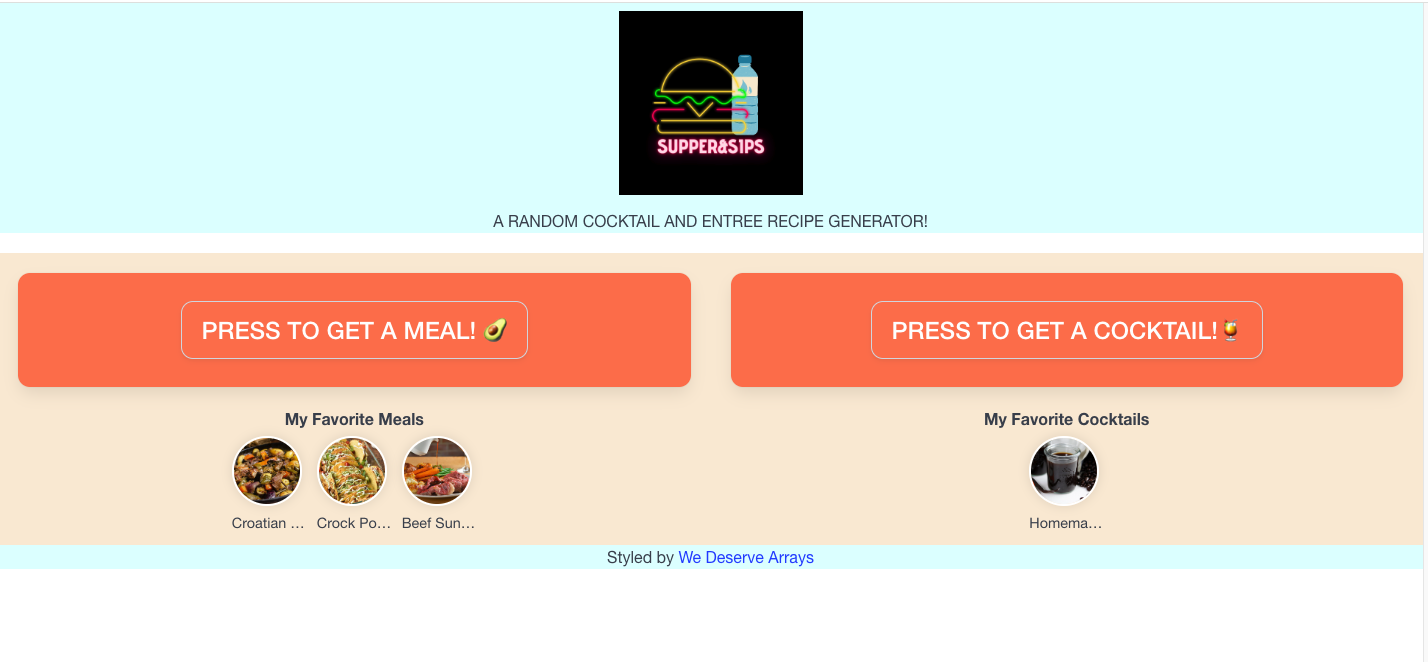 SUPPER&SIPS
A RANDOM COCKTAIL AND ENTREE RECIPE GENERATOR!
PRESS TO GET A MEAL! 🥑
PRESS TO GET A COCKTAIL!🍹
My Favorite Meals
My Favorite Cocktails
Croatian ...
Crock Po...
Beef Sun...
Homema...
Styled by We Deserve Arrays